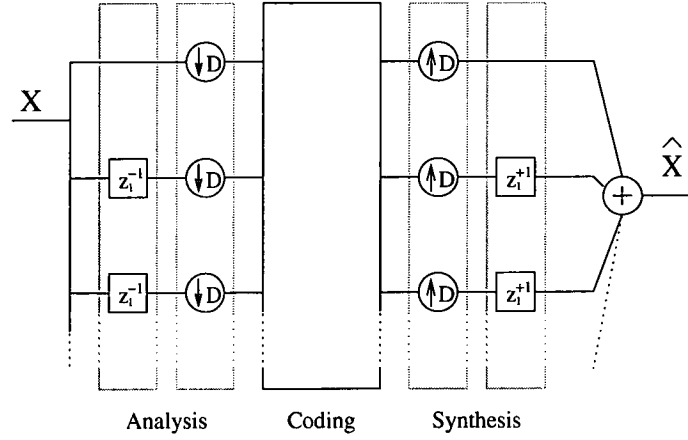 ↓D ↑D
X
X̂
z₁⁻¹ ↓D ↑D z₁⁺¹ +
z₁⁻¹ ↓D ↑D z₁⁺¹
Analysis Coding Synthesis